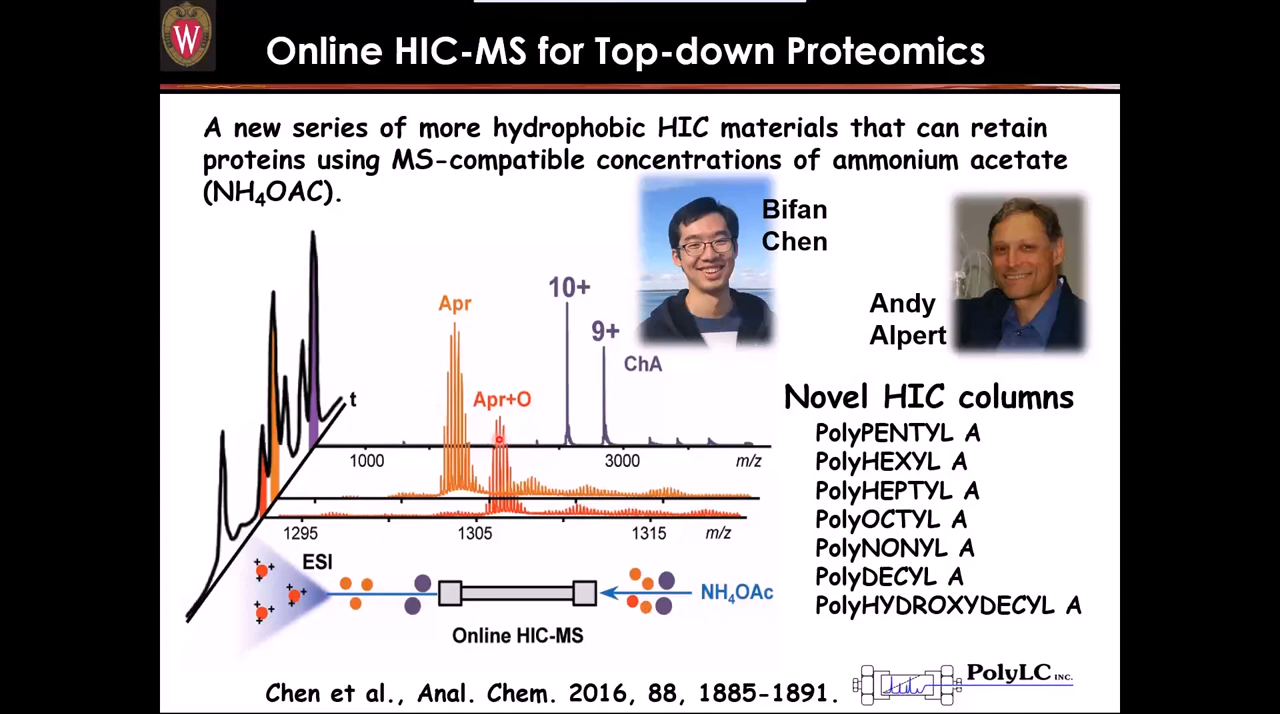 W
Online HIC-MS for Top-down Proteomics
A new series of more hydrophobic HIC materials that can retain
proteins using MS-compatible concentrations of ammonium acetate
(NH₄OAC).
Bifan
Chen
Andy
Alpert
10+
Apr
9+
ChA
Apr+O
t
1000
3000
m/z
1295
1305
1315
m/z
Novel HIC columns
PolyPENTYL A
PolyHEXYL A
PolyHEPTYL A
PolyOCTYL A
PolyNONYL A
PolyDECYL A
PolyHYDROXYDECYL A
ESI
+ + + + + + + + +
NH₄OAc
Online HIC-MS
Chen et al., Anal. Chem. 2016, 88, 1885-1891.
PolyLC INC.